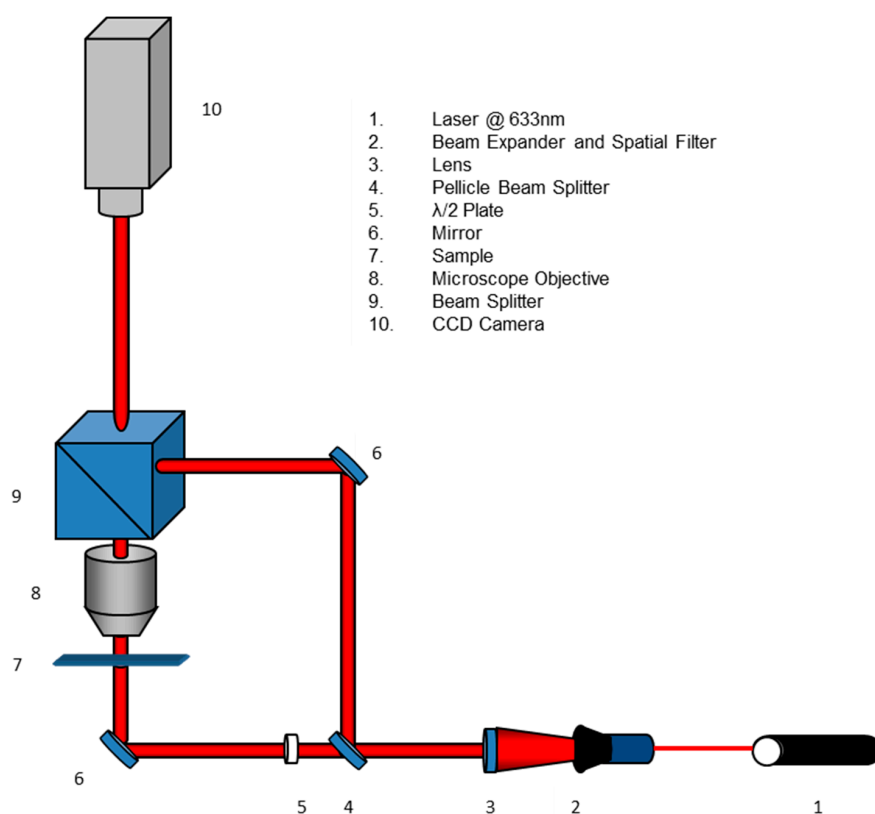 10
1. Laser @ 633nm
2. Beam Expander and Spatial Filter
3. Lens
4. Pellicle Beam Splitter
5. λ/2 Plate
6. Mirror
7. Sample
8. Microscope Objective
9. Beam Splitter
10. CCD Camera
6
9
8
7
6
5 4 3 2 1